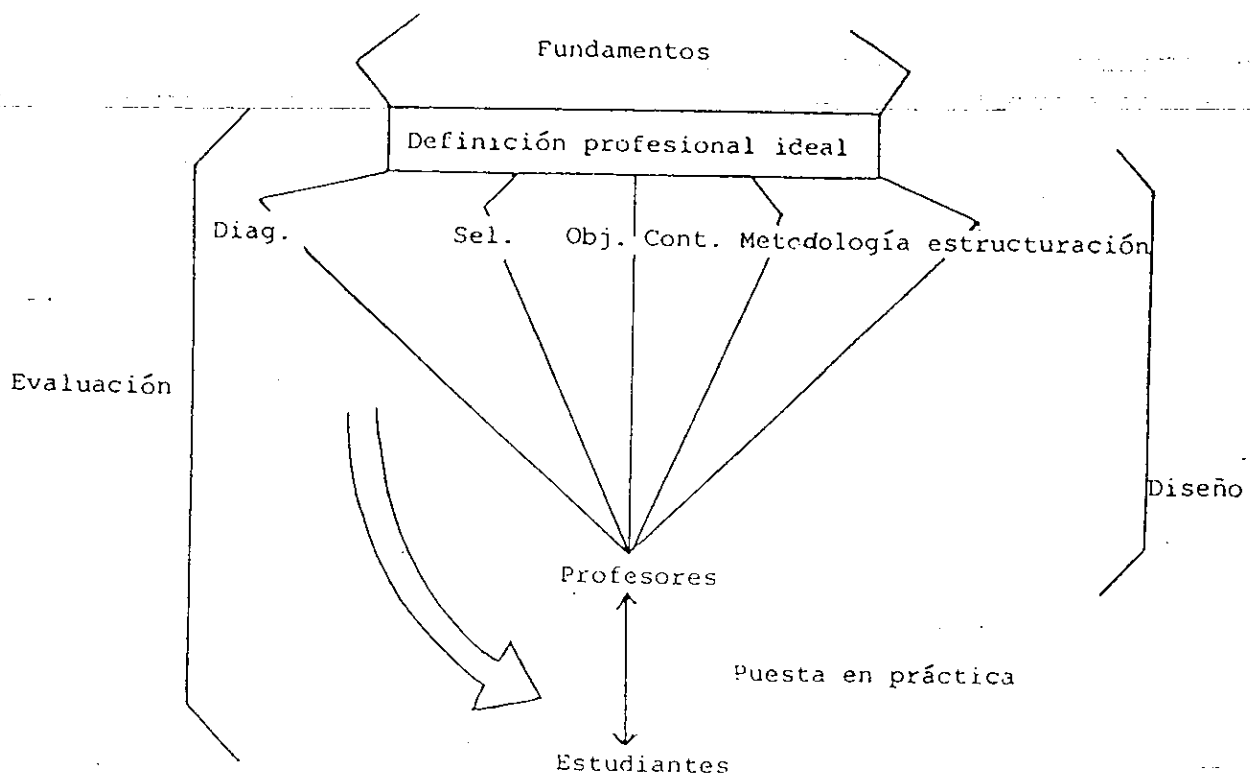 Fundamentos
Definición profesional ideal
Diag. Sel. Obj. Cont. Metodología estructuración
Evaluación
Diseño
Profesores
Puesta en práctica
Estudiantes